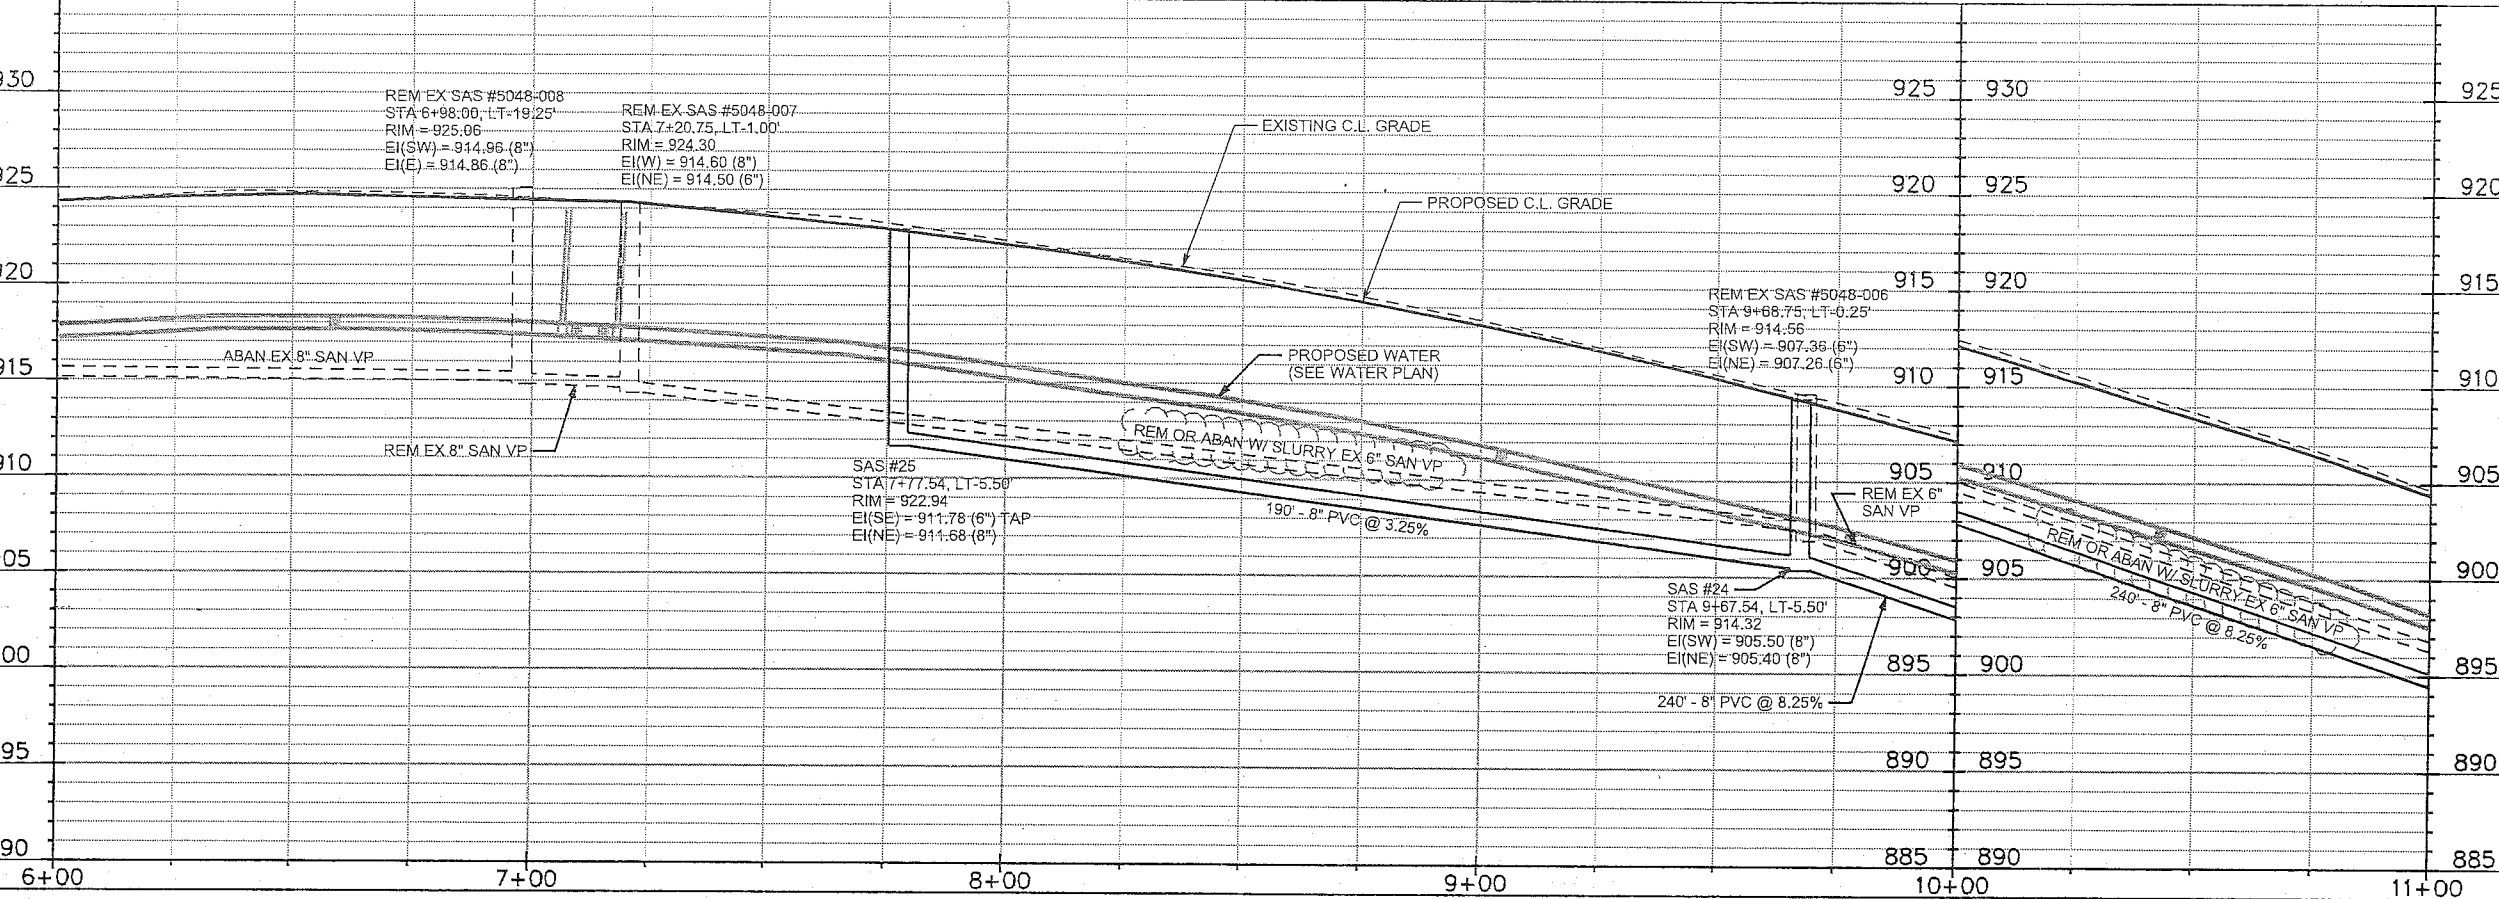 930
925
930
925
REM EX SAS #5048-008
STA 6+98.00, LT-19.25'
RIM = 925.06
EI(SW) = 914.96 (8")
EI(E) = 914.86 (8")
REM EX SAS #5048-007
STA 7+20.75, LT-1.00'
RIM = 924.30
EI(W) = 914.60 (8")
EI(NE) = 914.50 (6")
EXISTING C.L. GRADE
PROPOSED C.L. GRADE
925
920
925
920
920
915
920
915
REM EX SAS #5048-006
STA 9+68.75, LT-0.25'
RIM = 914.56
EI(SW) = 907.36 (6")
EI(NE) = 907.26 (6")
ABAN EX 8" SAN VP
PROPOSED WATER
(SEE WATER PLAN)
915
910
915
910
REM EX 8" SAN VP
REM OR ABAN W/ SLURRY EX 6" SAN VP
910
905
910
905
SAS #25
STA 7+77.54, LT-5.50'
RIM = 922.94
EI(SE) = 911.78 (6") TAP
EI(NE) = 911.68 (8")
190' - 8" PVC @ 3.25%
REM EX 6"
SAN VP
REM OR ABAN W/ SLURRY EX 6" SAN VP
240' - 8" PVC @ 8.25%
05
900
905
900
SAS #24
STA 9+67.54, LT-5.50'
RIM = 914.32
EI(SW) = 905.50 (8")
EI(NE) = 905.40 (8")
00
895
900
895
240' - 8" PVC @ 8.25%
95
890
895
890
90
885
890
885
6+00
7+00
8+00
9+00
10+00
11+00